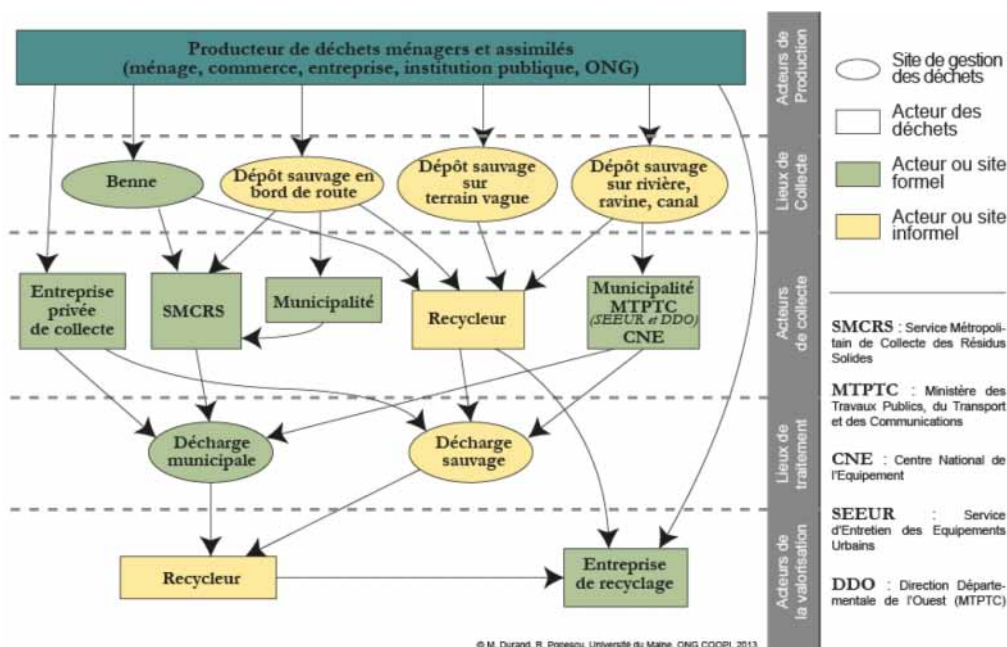 Producteur de déchets ménagers et assimilés
(ménage, commerce, entreprise, institution publique, ONG)
Acteurs de
Production
Benne
Dépôt sauvage en
bord de route
Dépôt sauvage
sur
terrain vague
Dépôt sauvage
sur rivière,
ravine, canal
Lieux de
Collecte
Entreprise
privée
de collecte
SMCRS
Municipalité
Recycleur
Municipalité
MTPTC
(SEEUR et DDO)
CNE
Acteurs
de collecte
Décharge
municipale
Décharge
sauvage
Lieux de
traitement
Recycleur
Entreprise
de recyclage
Acteurs de
la valorisation
Site de gestion
des déchets
Acteur des
déchets
Acteur ou site
formel
Acteur ou site
informel
SMCRS : Service Métropoli-
tain de Collecte des Résidus
Solides
MTPTC : Ministère des
Travaux Publics, du Transport
et des Communications
CNE : Centre National de
l'Equipement
SEEUR : Service
d'Entretien des Equipements
Urbains
DDO : Direction Départe-
mentale de l'Ouest (MTPTC)
© M. Durand, R. Popescu, Université du Maine, ONG COOPI, 2013